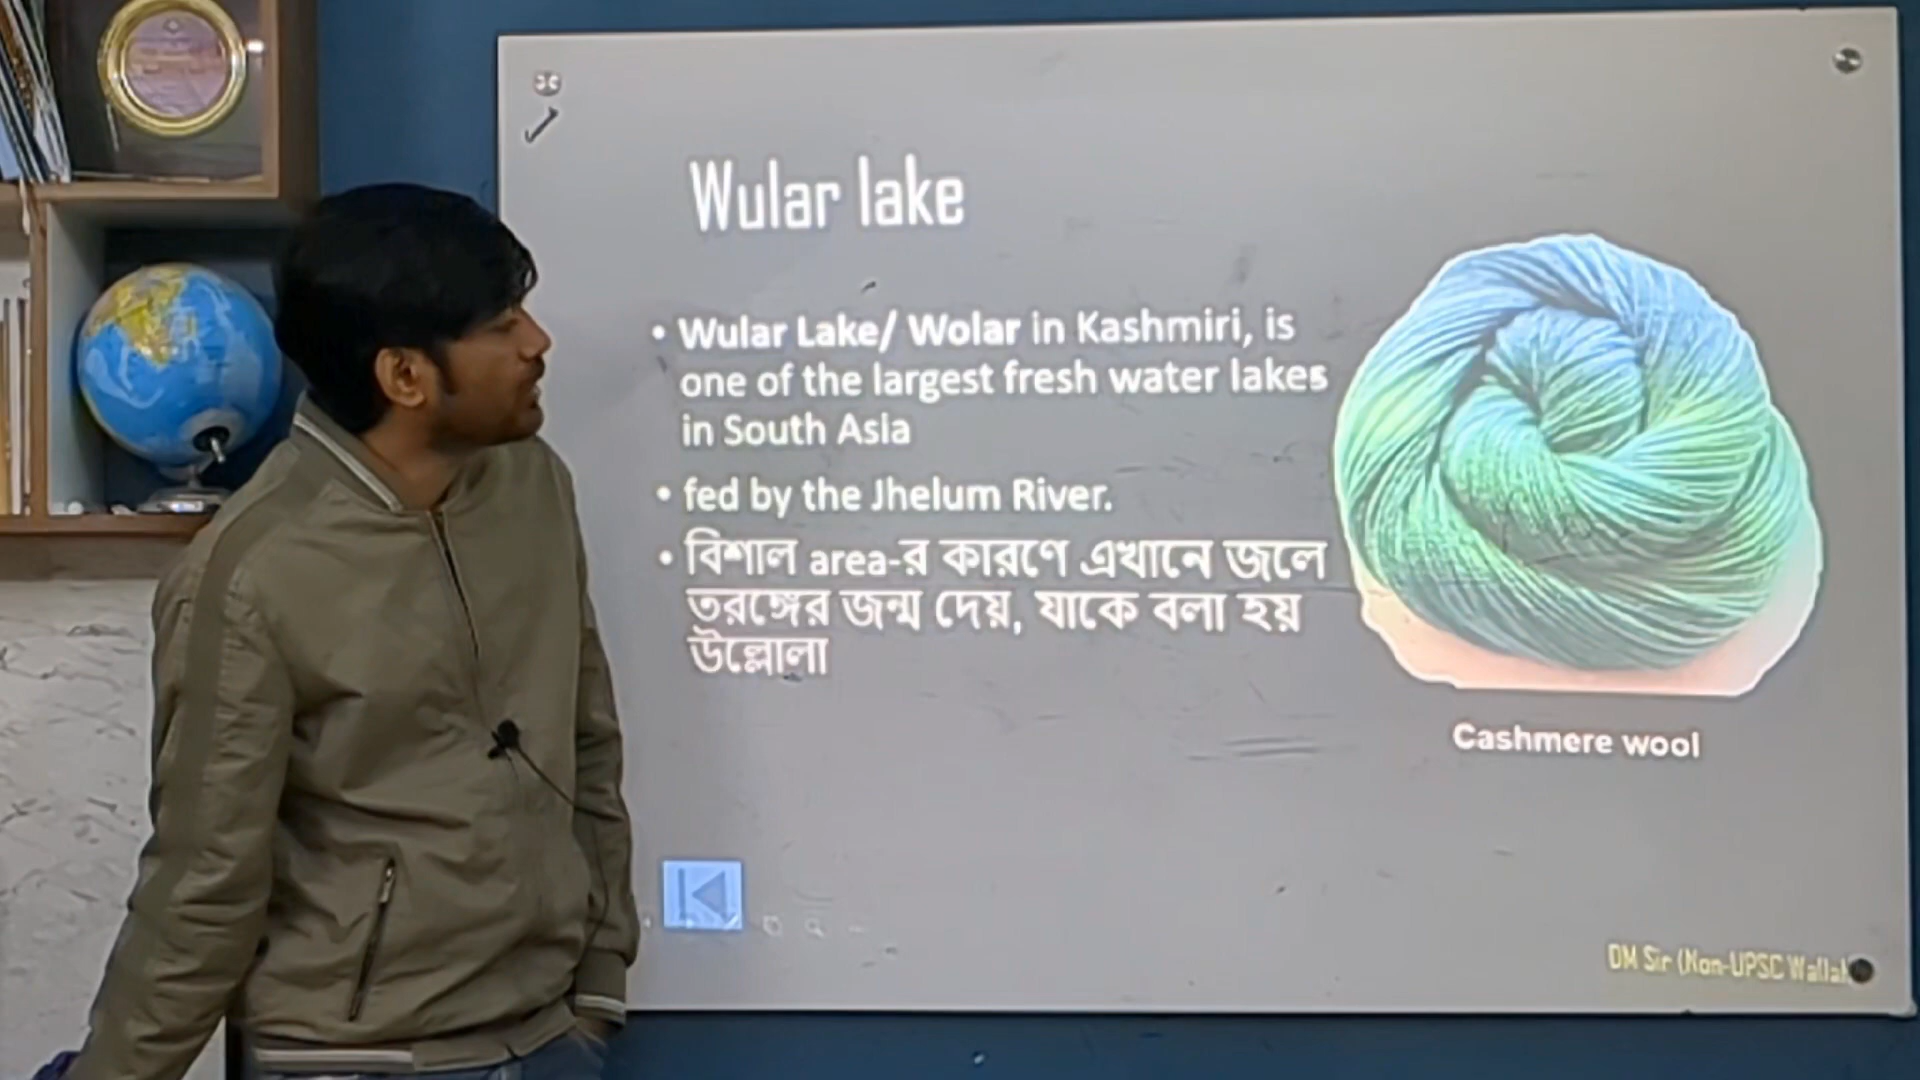 Wular lake
• Wular Lake/ Wolar in Kashmiri, is
one of the largest fresh water lakes
in South Asia
• fed by the Jhelum River.
• বিশাল area-র কারণে এখানে জলে
তরঙ্গের জন্ম দেয়, যাকে বলা হয়
উল্লোলা
Cashmere wool
DM Sir (Non-UPSC Wallah